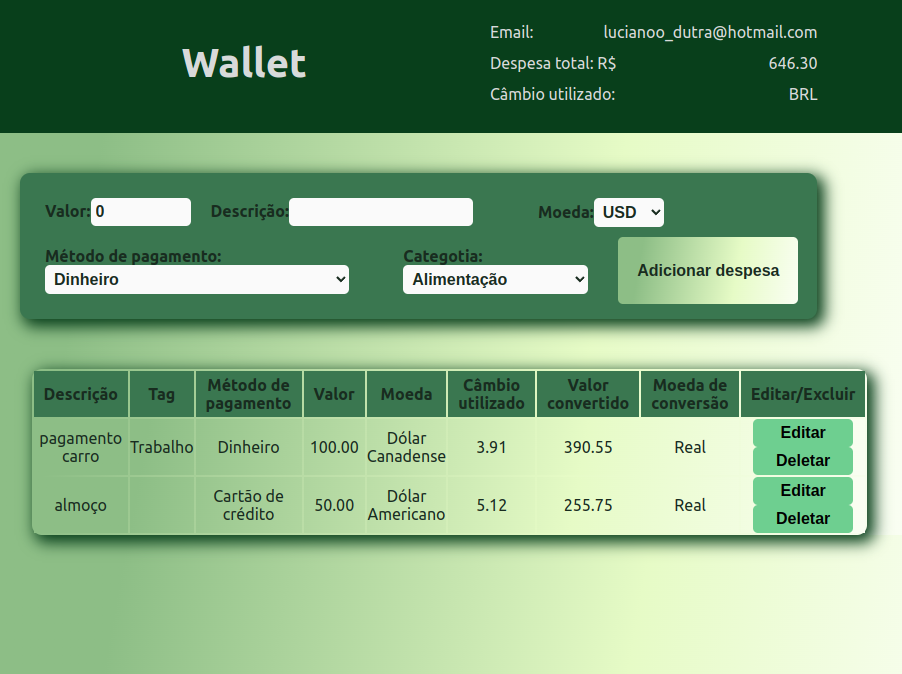 Wallet
Email: lucianoo_dutra@hotmail.com
Despesa total: R$ 646.30
Câmbio utilizado: BRL
Valor: 0 Descrição: Moeda: USD
Método de pagamento: Categotia:
Dinheiro Alimentação Adicionar despesa
Descrição Tag Método de pagamento Valor Moeda Câmbio utilizado Valor convertido Moeda de conversão Editar/Excluir
pagamento carro Trabalho Dinheiro 100.00 Dólar Canadense 3.91 390.55 Real Editar Deletar
almoço Cartão de crédito 50.00 Dólar Americano 5.12 255.75 Real Editar Deletar